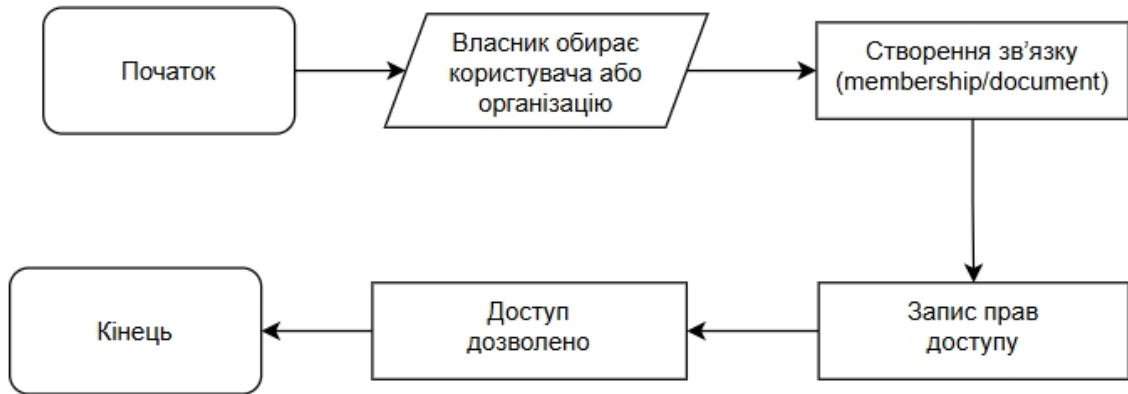 Початок
Власник обирає
користувача або
організацію
Створення зв’язку
(membership/document)
Запис прав
доступу
Доступ
дозволено
Кінець